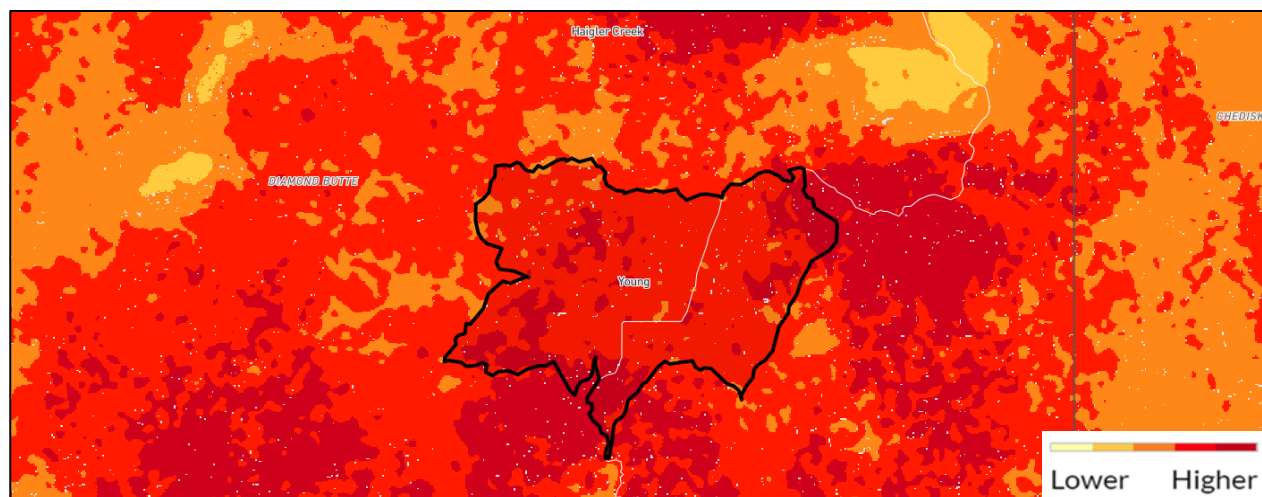 Haigler Creek
CHEDISK
DIAMOND BUTTE
Young
Lower Higher